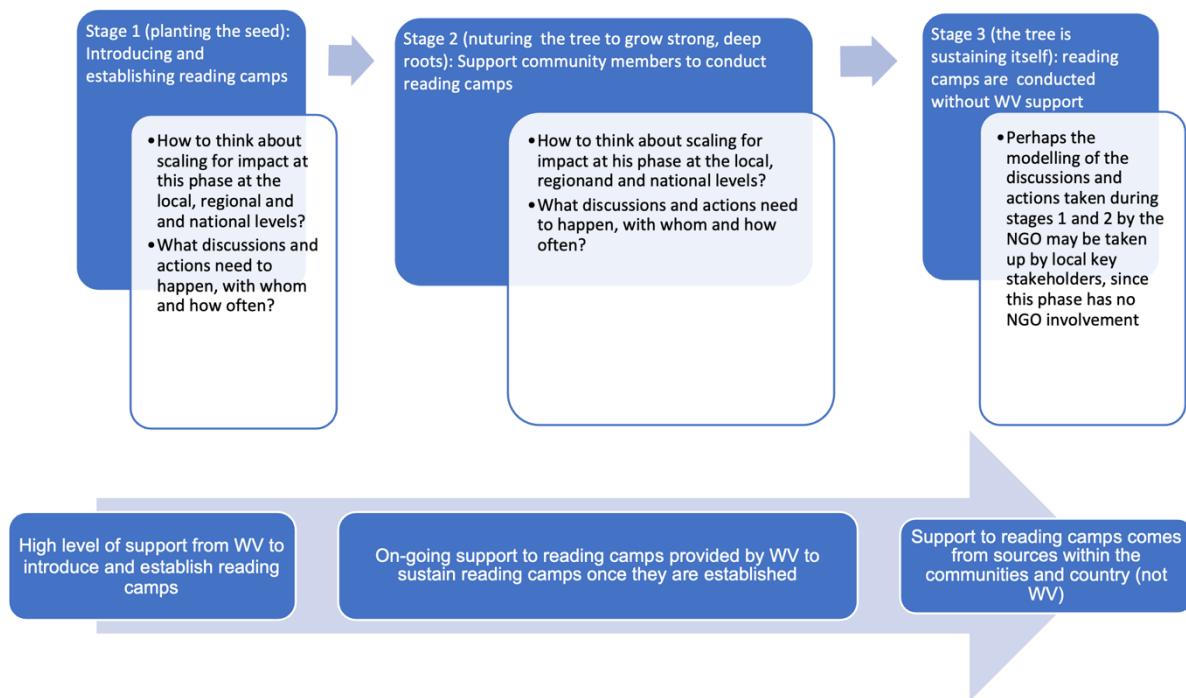 Stage 1 (planting the seed):
Introducing and
establishing reading camps
•How to think about
scaling for impact at
this phase at the
local, regional and
and national levels?
•What discussions and
actions need to
happen, with whom
and how often?
Stage 2 (nuturing the tree to grow strong, deep
roots): Support community members to conduct
reading camps
•How to think about scaling for
impact at his phase at the local,
regionand and national levels?
•What discussions and actions need
to happen, with whom and how
often?
Stage 3 (the tree is
sustaining itself): reading
camps are conducted
without WV support
•Perhaps the
modelling of the
discussions and
actions taken during
stages 1 and 2 by the
NGO may be taken
up by local key
stakeholders, since
this phase has no
NGO involvement
High level of support from WV to
introduce and establish reading
camps
On-going support to reading camps provided by WV to
sustain reading camps once they are established
Support to reading camps comes
from sources within the
communities and country (not
WV)